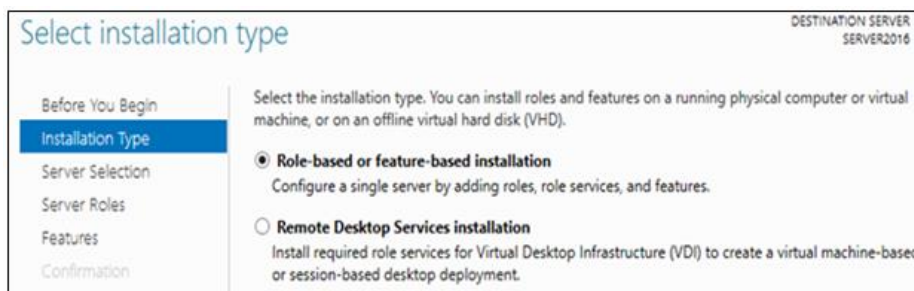 Select installation type
DESTINATION SERVER
SERVER2016
Before You Begin
Installation Type
Server Selection
Server Roles
Features
Confirmation
Select the installation type. You can install roles and features on a running physical computer or virtual
machine, or on an offline virtual hard disk (VHD).
Role-based or feature-based installation
Configure a single server by adding roles, role services, and features.
Remote Desktop Services installation
Install required role services for Virtual Desktop Infrastructure (VDI) to create a virtual machine-based
or session-based desktop deployment.